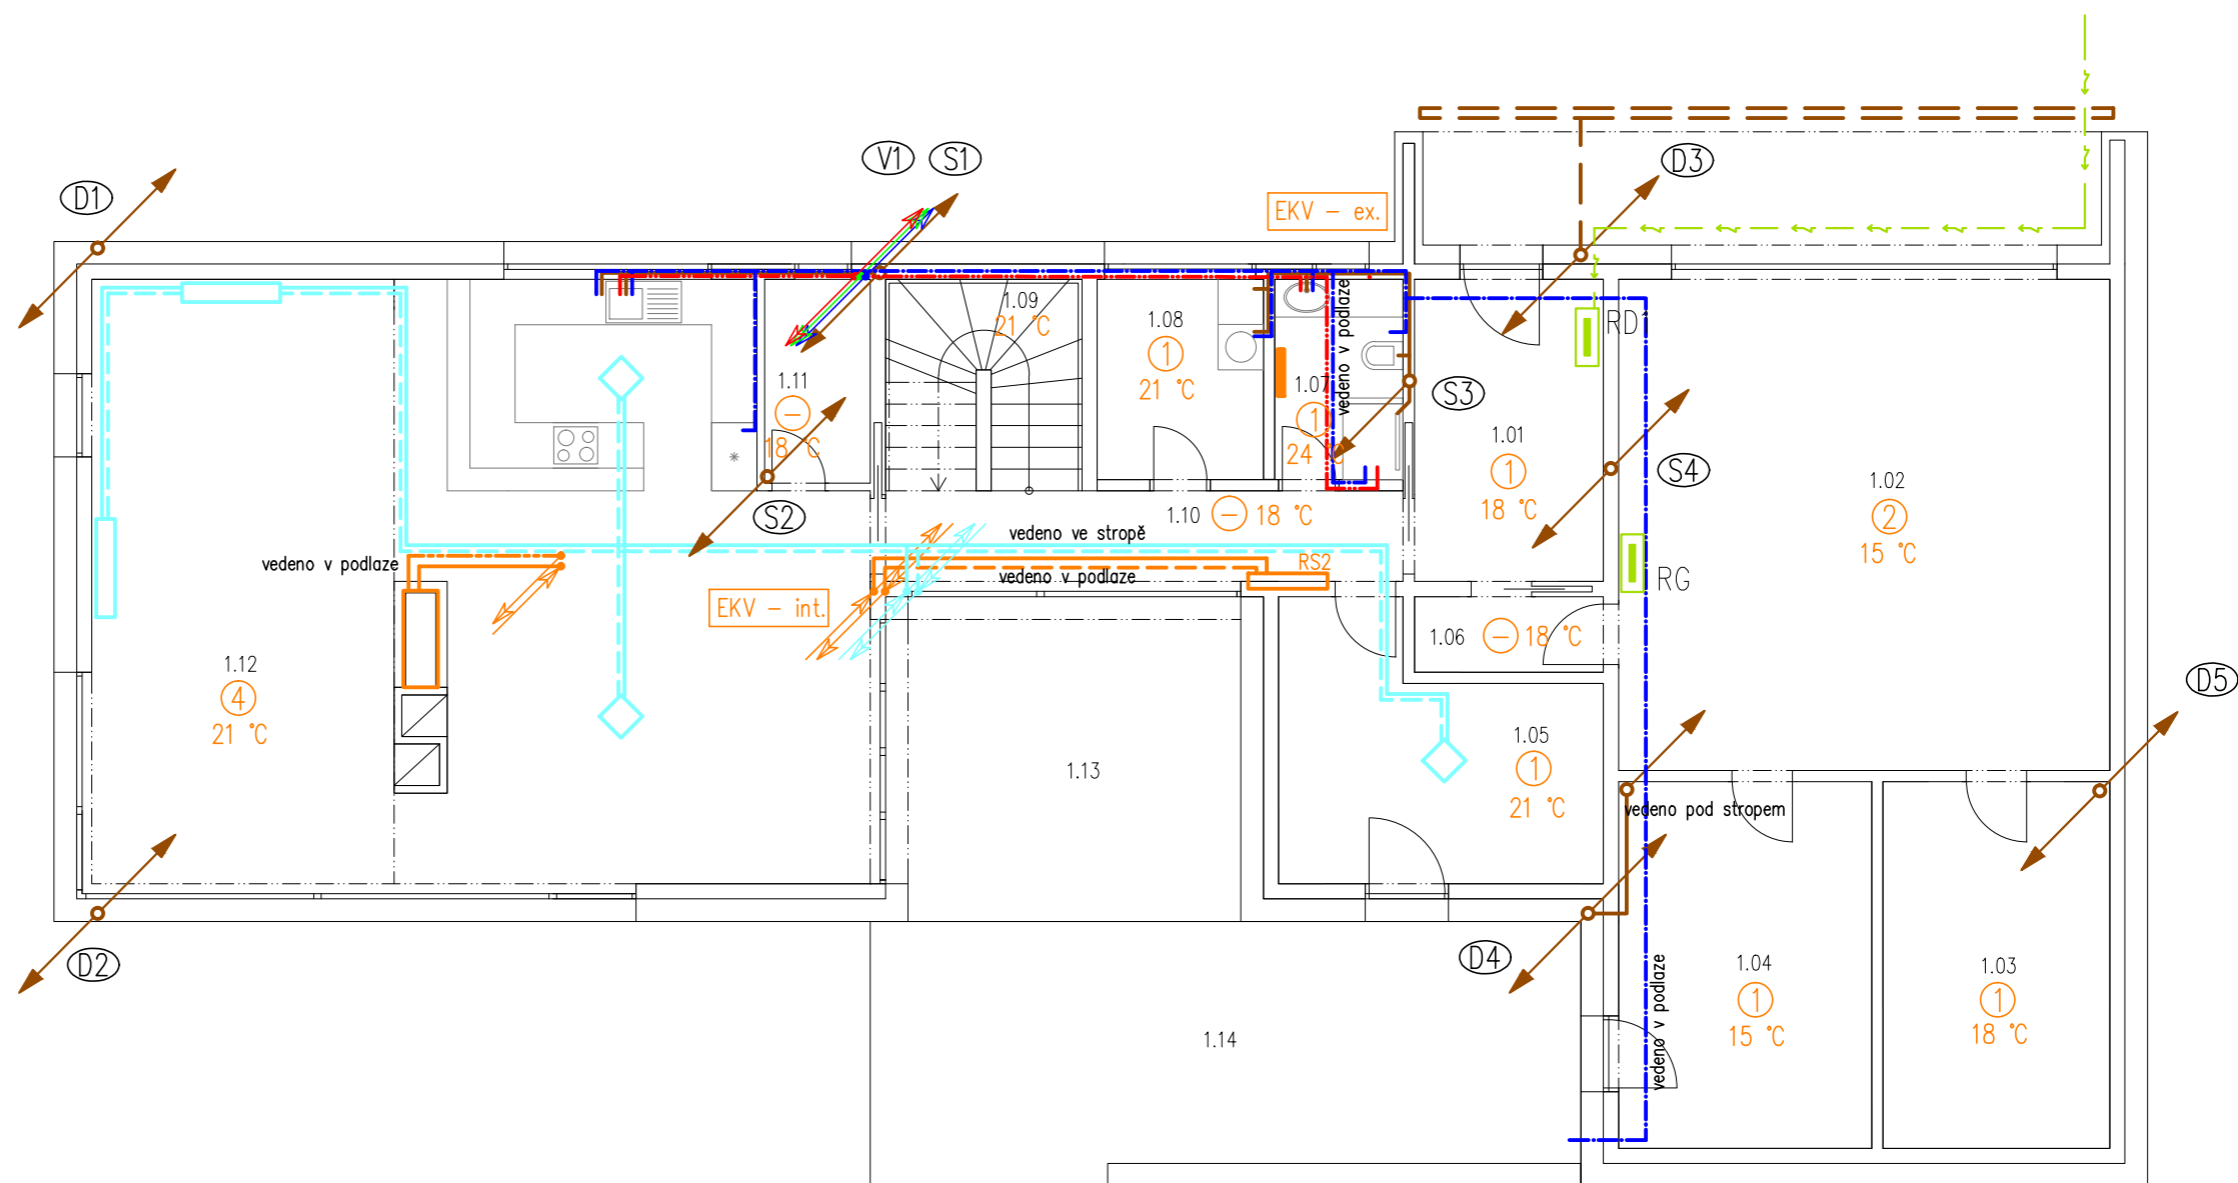 V1
S1
D3
D1
EKV – ex.
1.09
21 °C
1.08
1
21 °C
vedeno v podlaze
RD1
1.11
–
18 °C
1.07
1
24 °C
S3
1.01
1
18 °C
S4
1.02
2
15 °C
S2
1.10
– 18 °C
vedeno ve stropě
vedeno v podlaze
vedeno v podlaze
RS2
RG
EKV – int.
1.06
– 18 °C
1.12
4
21 °C
D5
1.05
1
21 °C
1.13
vedeno pod stropem
D2
D4
1.04
1
15 °C
1.03
1
18 °C
vedeno v podlaze
1.14